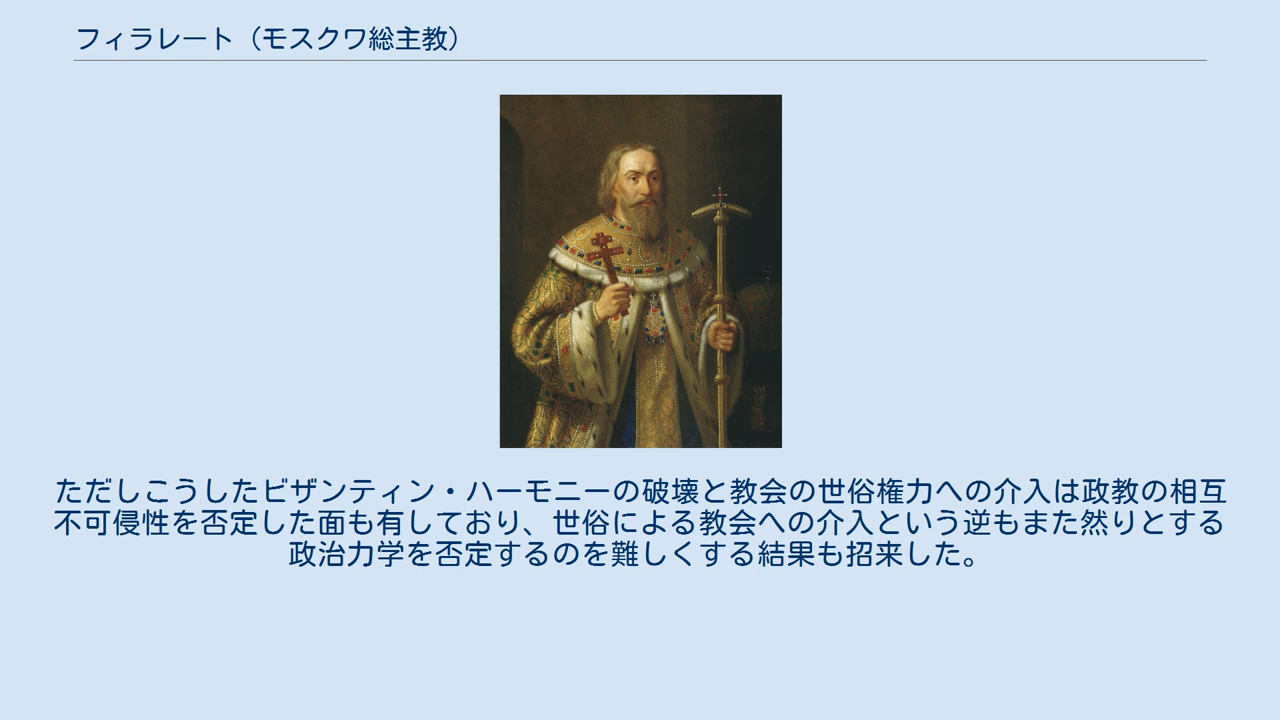 フィラレート（モスクワ総主教）
ただしこうしたビザンティン・ハーモニーの破壊と教会の世俗権力への介入は政教の相互
不可侵性を否定した面も有しており、世俗による教会への介入という逆もまた然りとする
政治力学を否定するのを難しくする結果も招来した。